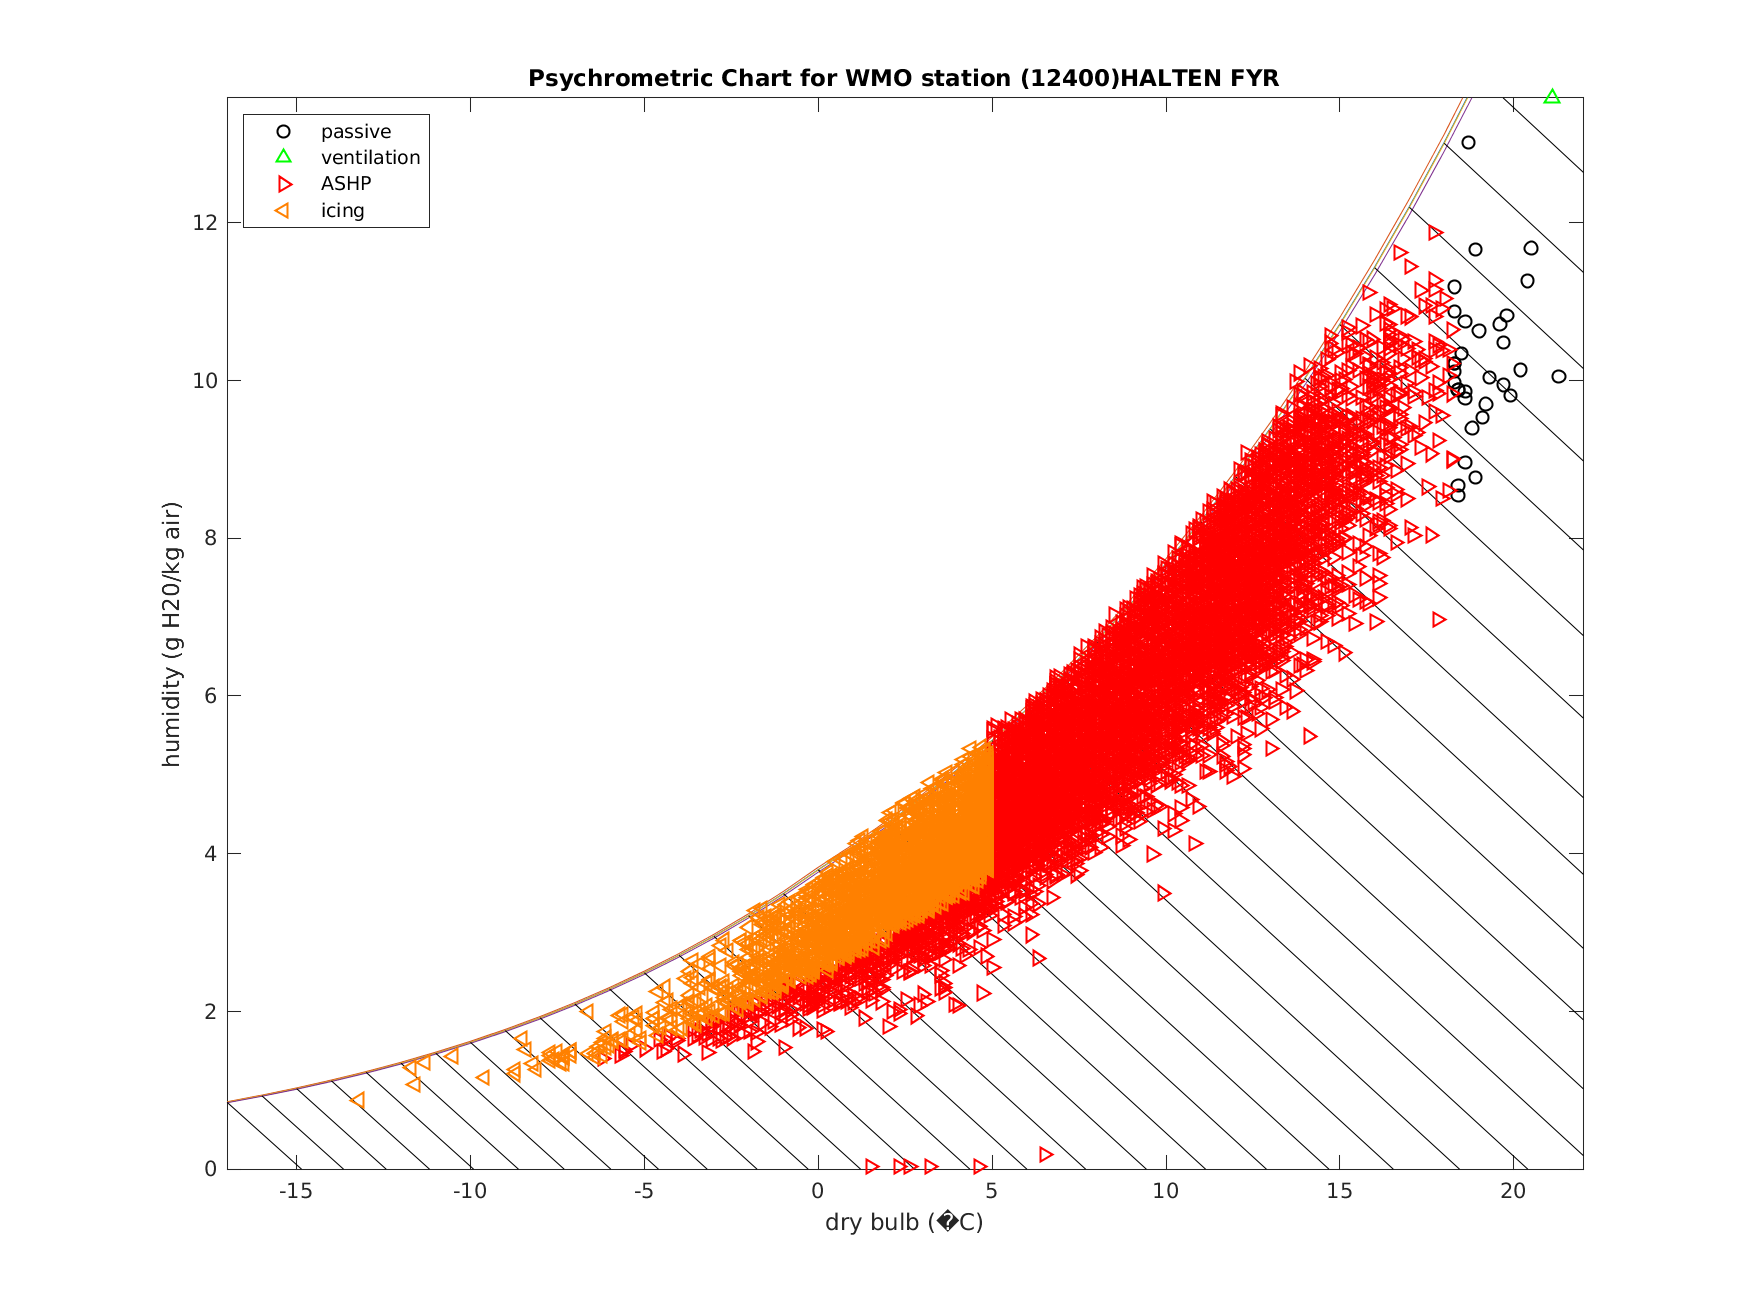 Psychrometric Chart for WMO station (12400)HALTEN FYR
passive
ventilation
ASHP
icing
humidity (g H20/kg air)
12
10
8
6
4
2
0
-15 -10 -5 0 5 10 15 20
dry bulb (�C)